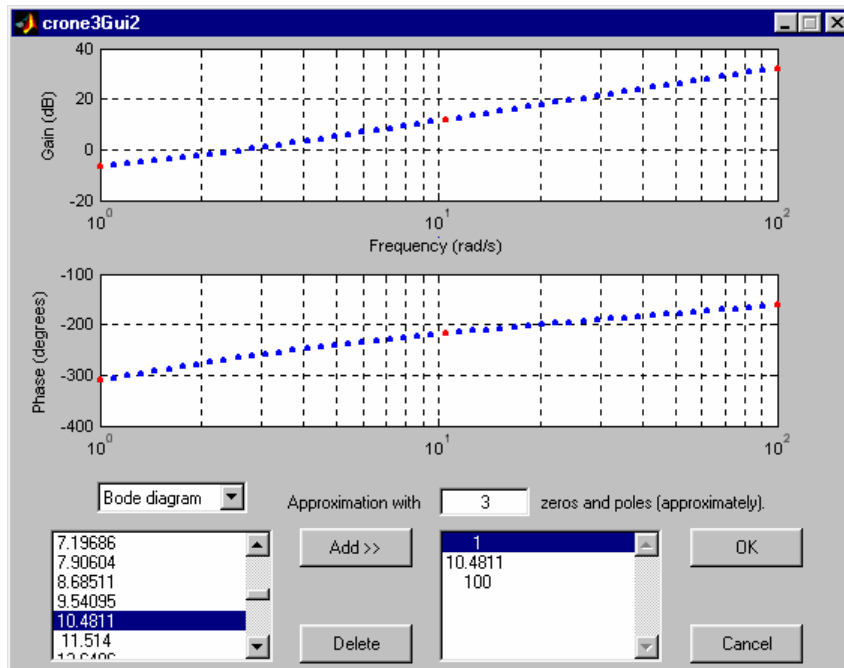 crone3Gui2
40
20
0
-20
Gain (dB)
10^0
10^1
10^2
Frequency (rad/s)
-100
-200
-300
-400
Phase (degrees)
10^0
10^1
10^2
Bode diagram
Approximation with 3 zeros and poles (approximately).
7.19686
7.90604
8.68511
9.54095
10.4811
11.514
Add >>
Delete
1
10.4811
100
OK
Cancel